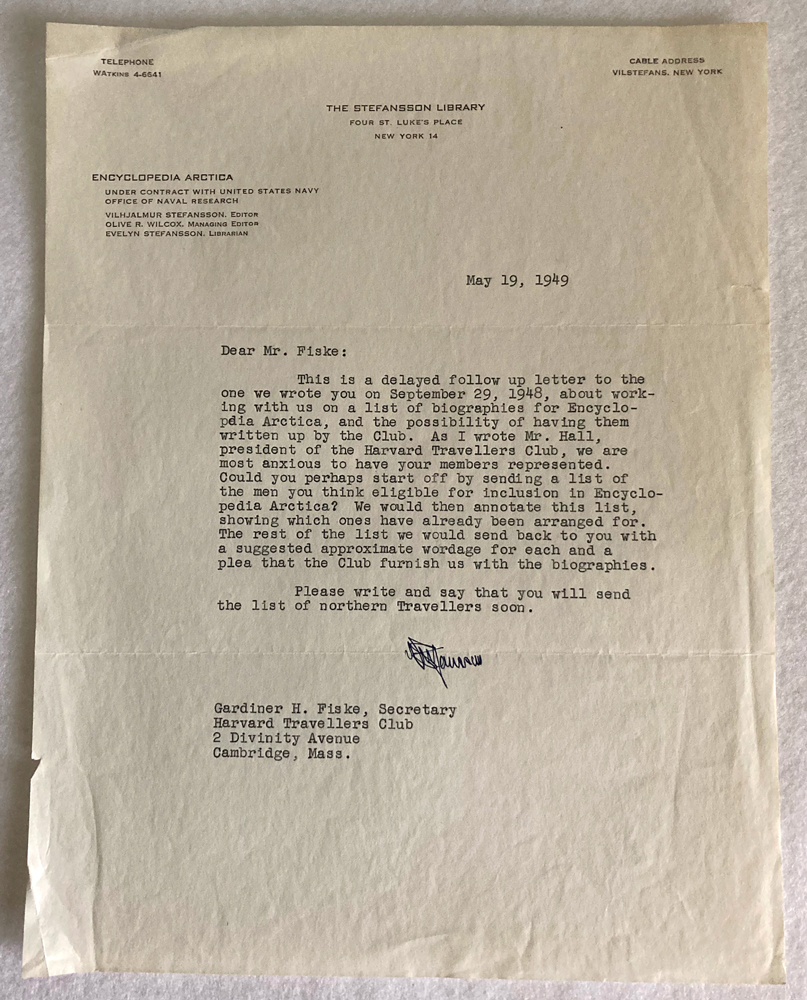 TELEPHONE
WATKINS 4-6641
CABLE ADDRESS
VILSTEFANS, NEW YORK
THE STEFANSSON LIBRARY
FOUR ST. LUKE'S PLACE
NEW YORK 14
ENCYCLOPEDIA ARCTICA
UNDER CONTRACT WITH UNITED STATES NAVY
OFFICE OF NAVAL RESEARCH
VILHJALMUR STEFANSSON, Editor
OLIVE R. WILCOX, Managing Editor
EVELYN STEFANSSON, Librarian
May 19, 1949
Dear Mr. Fiske:
This is a delayed follow up letter to the
one we wrote you on September 29, 1948, about work-
ing with us on a list of biographies for Encyclo-
pdia Arctica, and the possibility of having them
written up by the Club. As I wrote Mr. Hall,
president of the Harvard Travellers Club, we are
most anxious to have your members represented.
Could you perhaps start off by sending a list of
the men you think eligible for inclusion in Encyclo-
pedia Arctica? We would then annotate this list,
showing which ones have already been arranged for.
The rest of the list we would send back to you with
a suggested approximate wordage for each and a
plea that the Club furnish us with the biographies.
Please write and say that you will send
the list of northern Travellers soon.
Gardiner H. Fiske, Secretary
Harvard Travellers Club
2 Divinity Avenue
Cambridge, Mass.